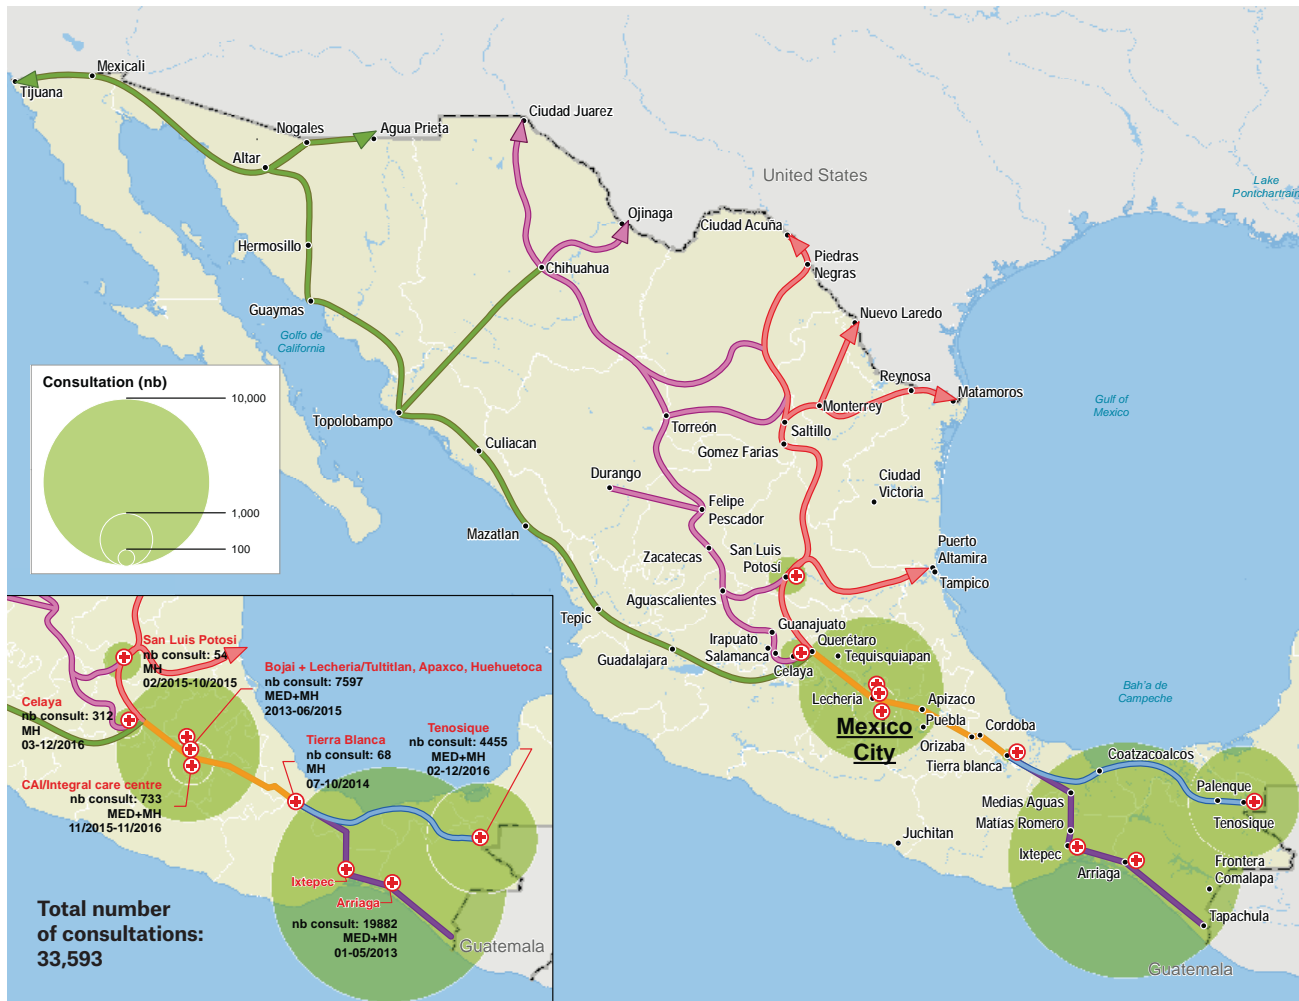 Mexicali
Tijuana
Nogales
Agua Prieta
Altar
Ciudad Juarez
United States
Lake
Pontchartrain
Ojinaga
Ciudad Acuña
Piedras
Negras
Hermosillo
Chihuahua
Guaymas
Golfo de
California
Nuevo Laredo
Reynosa
Matamoros
Gulf of
Mexico
Consultation (nb)
10,000
1,000
100
Topolobampo
Torreón
Monterrey
Saltillo
Gomez Farias
Culiacan
Durango
Ciudad
Victoria
Felipe
Pescador
Mazatlan
Zacatecas
San Luis
Potosí
Puerto
Altamira
Tampico
Aguascalientes
Tepic
Guanajuato
Irapuato
Salamanca
Querétaro
Tequisquiapan
Guadalajara
Celaya
Lecheria
Apizaco
Mexico
City
Puebla
Cordoba
Orizaba
Tierra blanca
Bah'a de
Campeche
Coatzacoalcos
Palenque
Tenosique
Medias Aguas
Matías Romero
Juchitan
Ixtepec
Arriaga
Frontera
Comalapa
Tapachula
Guatemala
San Luis Potosi
nb consult: 54
MH
02/2015-10/2015
Bojai + Lecheria/Tultitlan, Apaxco, Huehuetoca
nb consult: 7597
MED+MH
2013-06/2015
Celaya
nb consult: 312
MH
03-12/2016
Tierra Blanca
nb consult: 68
MH
07-10/2014
Tenosique
nb consult: 4455
MED+MH
02-12/2016
CAI/Integral care centre
nb consult: 733
MED+MH
11/2015-11/2016
Ixtepec
Arriaga
nb consult: 19882
MED+MH
01-05/2013
Total number
of consultations:
33,593
Guatemala